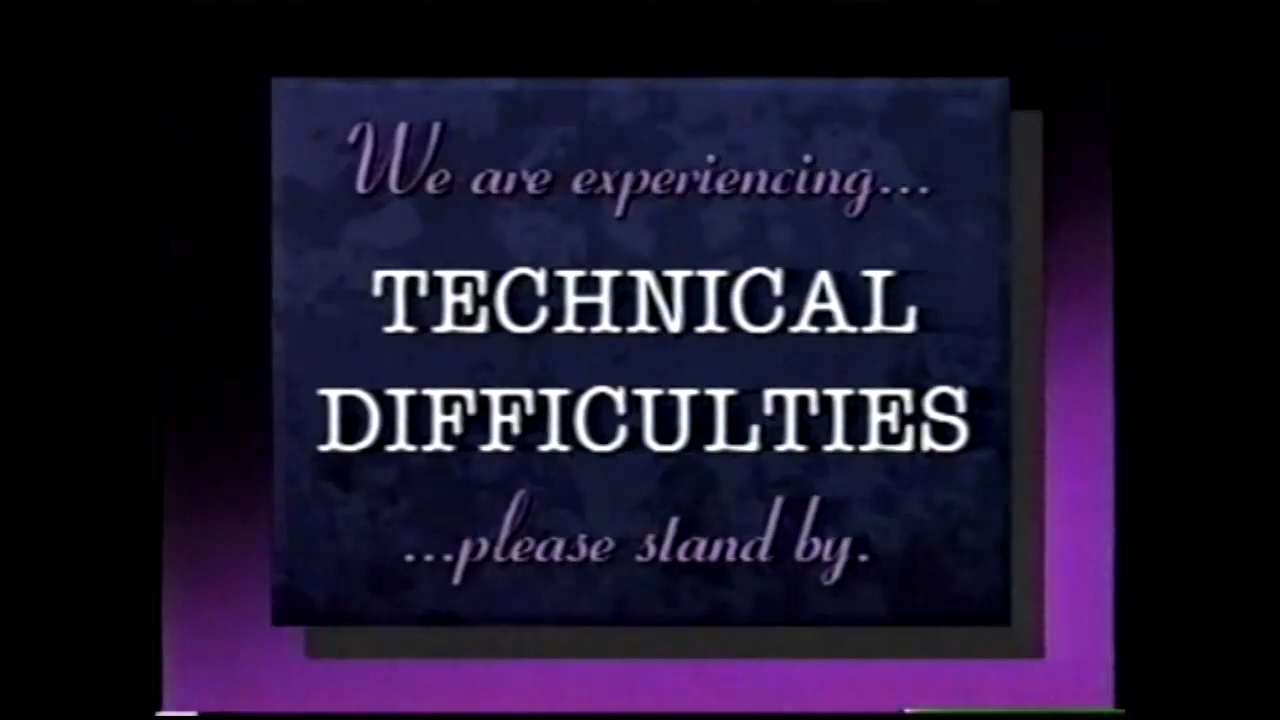 We are experiencing...
TECHNICAL
DIFFICULTIES
...please stand by.